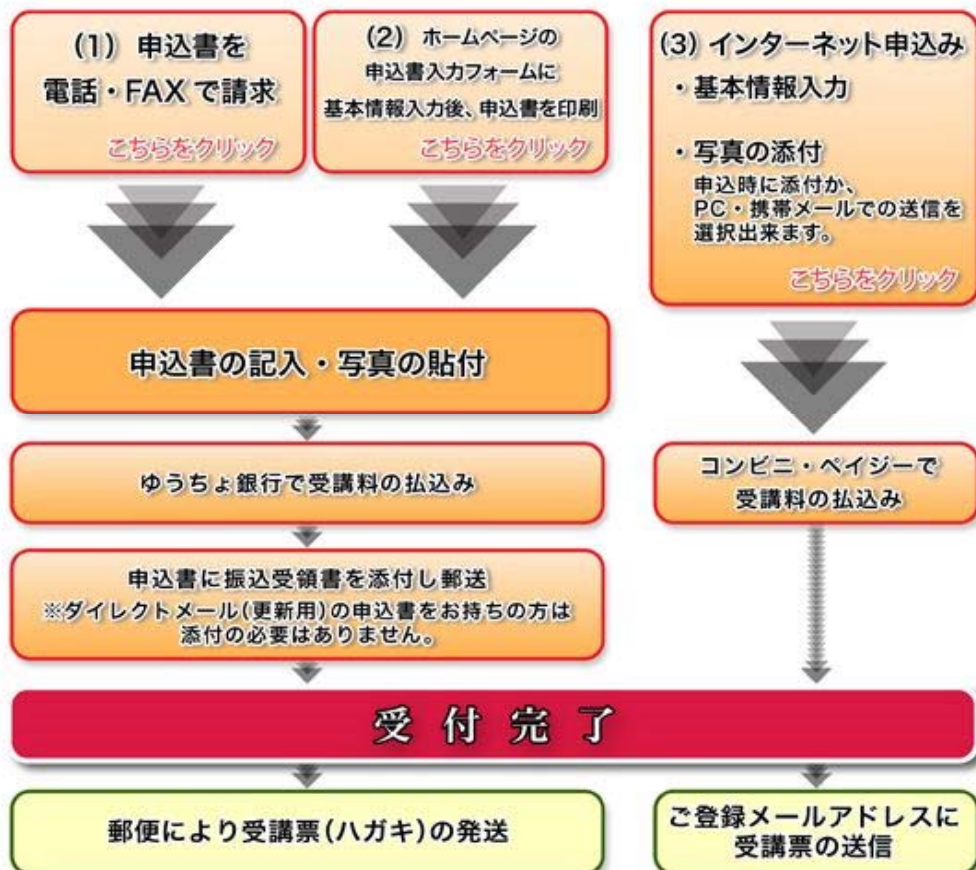 (1) 申込書を
電話・FAXで請求
こちらをクリック
(2) ホームページの
申込書入力フォームに
基本情報入力後、申込書を印刷
こちらをクリック
(3) インターネット申込み
・基本情報入力
・写真の添付
申込時に添付か、
PC・携帯メールでの送信を
選択出来ます。
こちらをクリック
申込書の記入・写真の貼付
ゆうちょ銀行で受講料の払込み
コンビニ・ペイジーで
受講料の払込み
申込書に振込受領書を添付し郵送
※ダイレクトメール(更新用)の申込書をお持ちの方は
添付の必要はありません。
受付完了
郵便により受講票(ハガキ)の発送
ご登録メールアドレスに
受講票の送信